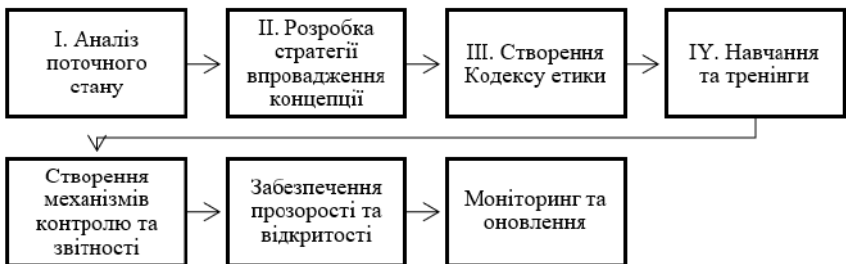 I. Аналіз
поточного
стану
II. Розробка
стратегії
впровадження
концепції
III. Створення
Кодексу етики
IY. Навчання
та тренінги
Створення
механізмів
контролю та
звітності
Забезпечення
прозорості та
відкритості
Моніторинг та
оновлення